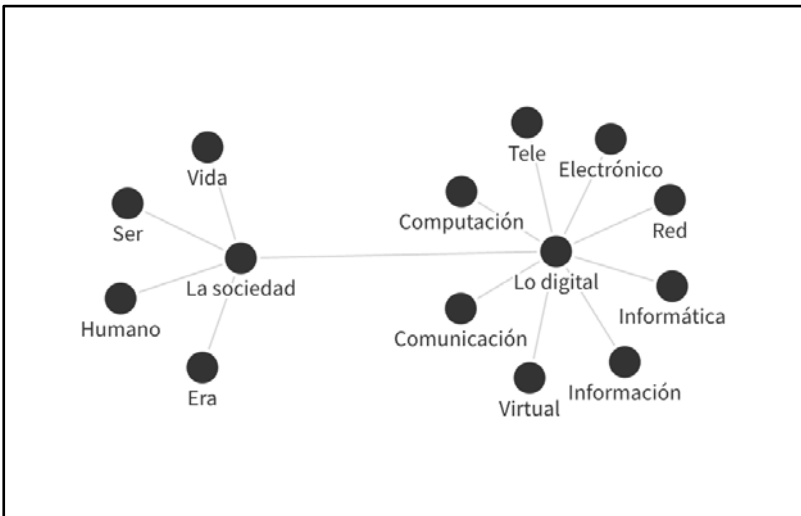 Vida
Ser
La sociedad
Humano
Era
Tele
Electrónico
Computación
Red
Lo digital
Informática
Comunicación
Información
Virtual